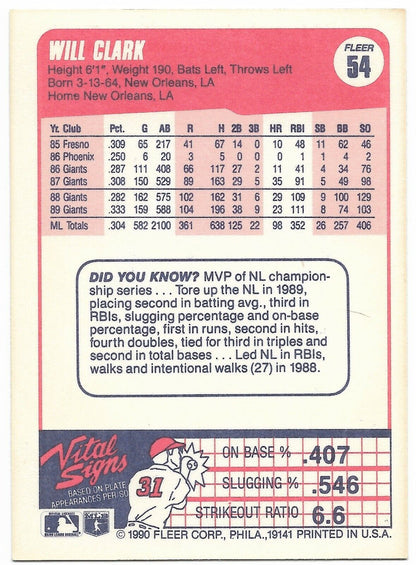 WILL CLARK
FLEER
54
Height 6'1", Weight 190, Bats Left, Throws Left
Born 3-13-64, New Orleans, LA
Home New Orleans, LA
Yr. Club Pct. G AB R H 2B 3B HR RBI SB BB SO
85 Fresno .309 65 217 41 67 14 0 10 48 11 62 46
86 Phoenix .250 6 20 3 5 0 0 0 1 1 4 2
86 Giants .287 111 408 66 117 27 2 11 41 4 34 76
87 Giants .308 150 529 89 163 29 5 35 91 5 49 98
88 Giants .282 162 575 102 162 31 6 29 109 9 100 129
89 Giants .333 159 588 104 196 38 9 23 111 8 74 103
ML Totals .304 582 2100 361 638 125 22 98 352 26 257 406
DID YOU KNOW? MVP of NL champion-
ship series . . . Tore up the NL in 1989,
placing second in batting avg., third in
RBIs, slugging percentage and on-base
percentage, first in runs, second in hits,
fourth doubles, tied for third in triples and
second in total bases . . . Led NL in RBIs,
walks and intentional walks (27) in 1988.
Vital
Signs
BASED ON PLATE
APPEARANCES PER/SO
31
ON BASE % .407
SLUGGING % .546
STRIKEOUT RATIO 6.6
© 1990 FLEER CORP., PHILA., 19141 PRINTED IN U.S.A.